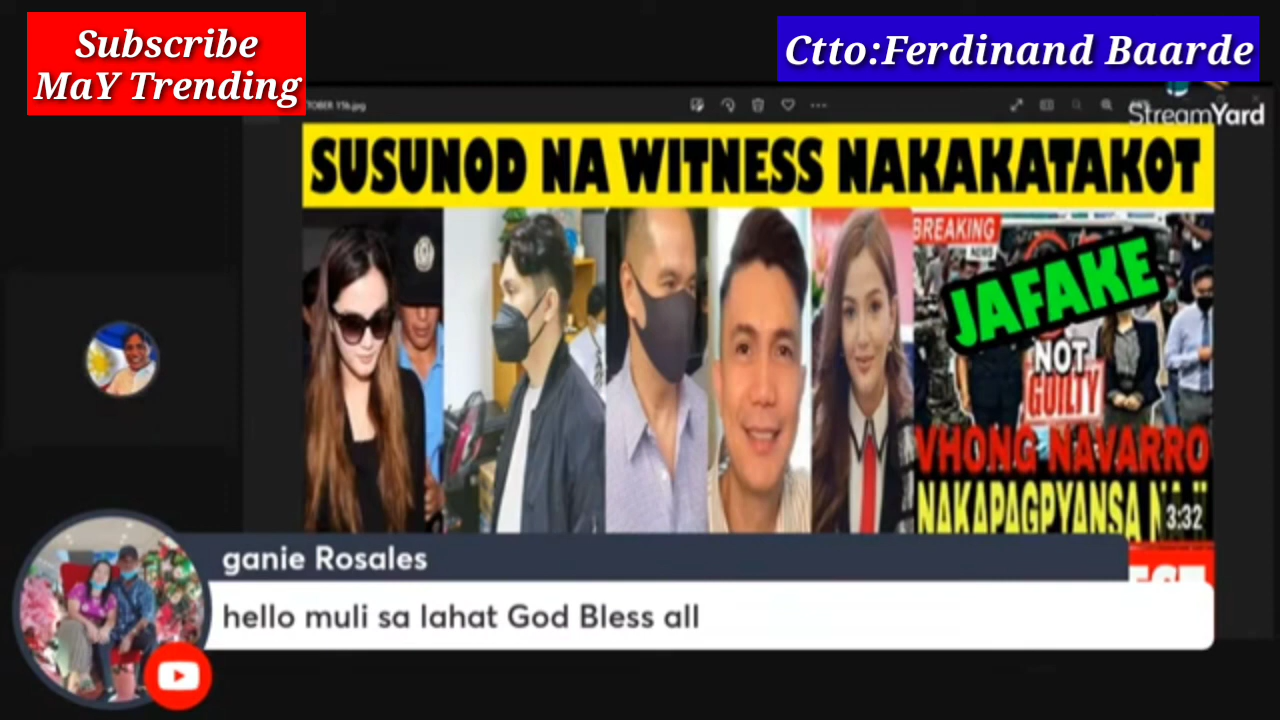 Subscribe
MaY Trending
Ctto:Ferdinand Baarde
StreamYard
SUSUNOD NA WITNESS NAKAKATAKOT
BREAKING
NEWS
JAFAKE
NOT
GUILTY
VHONG NAVARRO
NAKAPAGPYANSA
3:32
ganie Rosales
hello muli sa lahat God Bless all